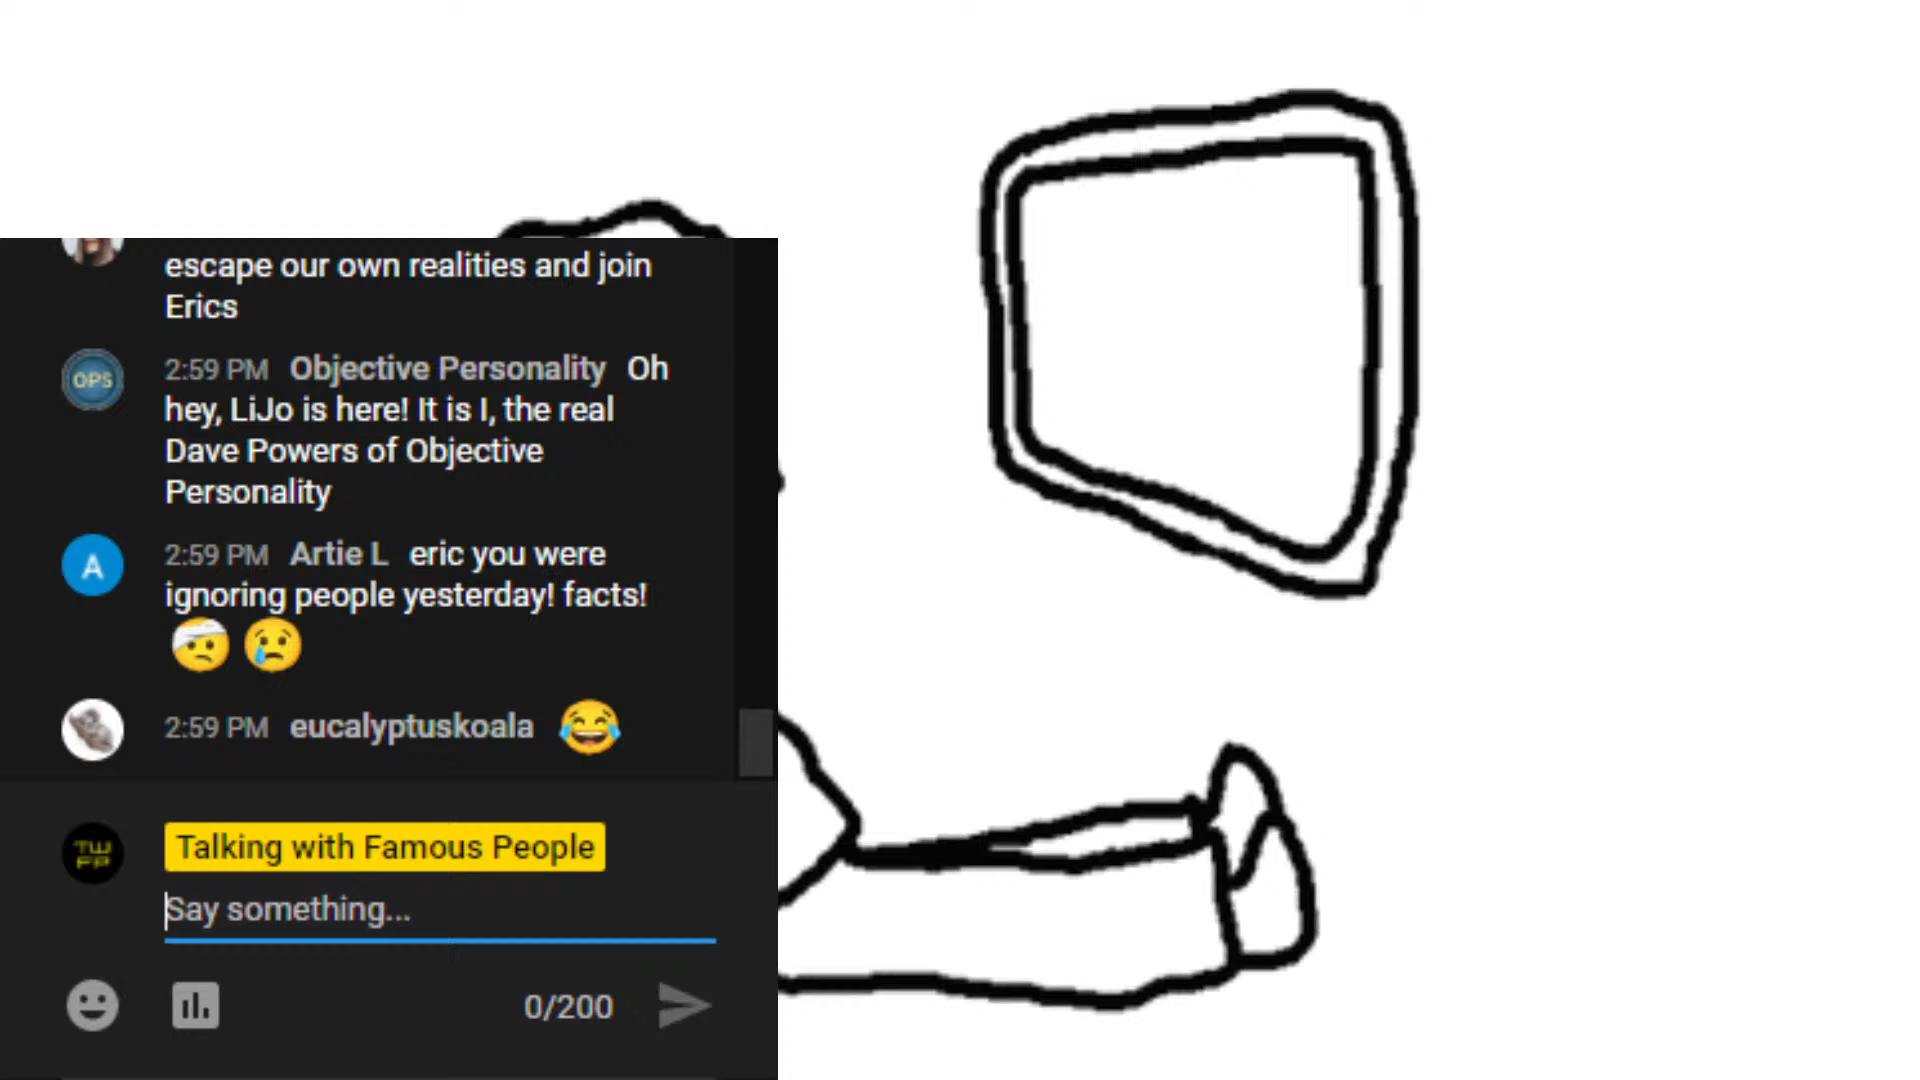 escape our own realities and join
Erics
OPS
2:59 PM Objective Personality Oh
hey, LiJo is here! It is I, the real
Dave Powers of Objective
Personality
A
2:59 PM Artie L eric you were
ignoring people yesterday! facts!
2:59 PM eucalyptuskoala
TW
FP
Talking with Famous People
Say something...
0/200